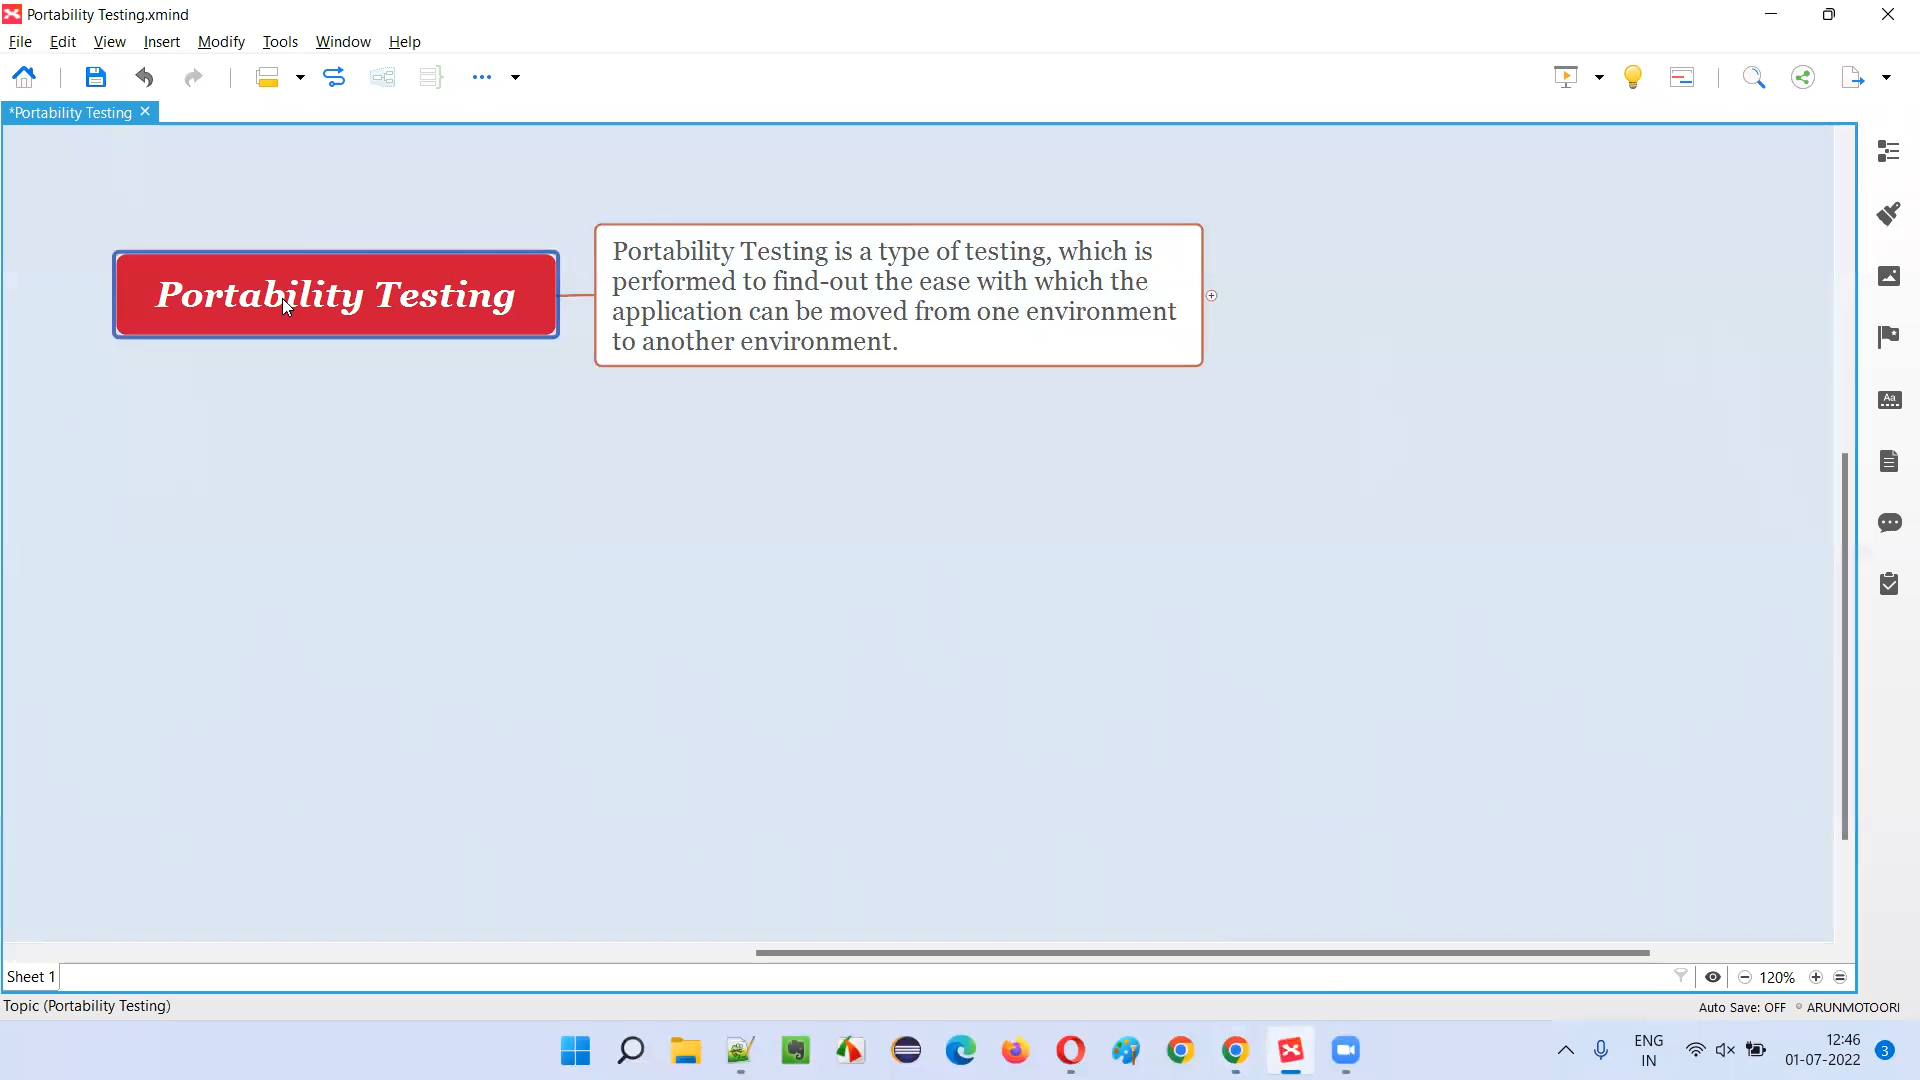 Portability Testing.xmind
File Edit View Insert Modify Tools Window Help
*Portability Testing
Portability Testing
Portability Testing is a type of testing, which is
performed to find-out the ease with which the
application can be moved from one environment
to another environment.
Aa
Sheet 1
120%
Topic (Portability Testing)
Auto Save: OFF
ARUNMOTOORI
ENG
IN
12:46
01-07-2022
3